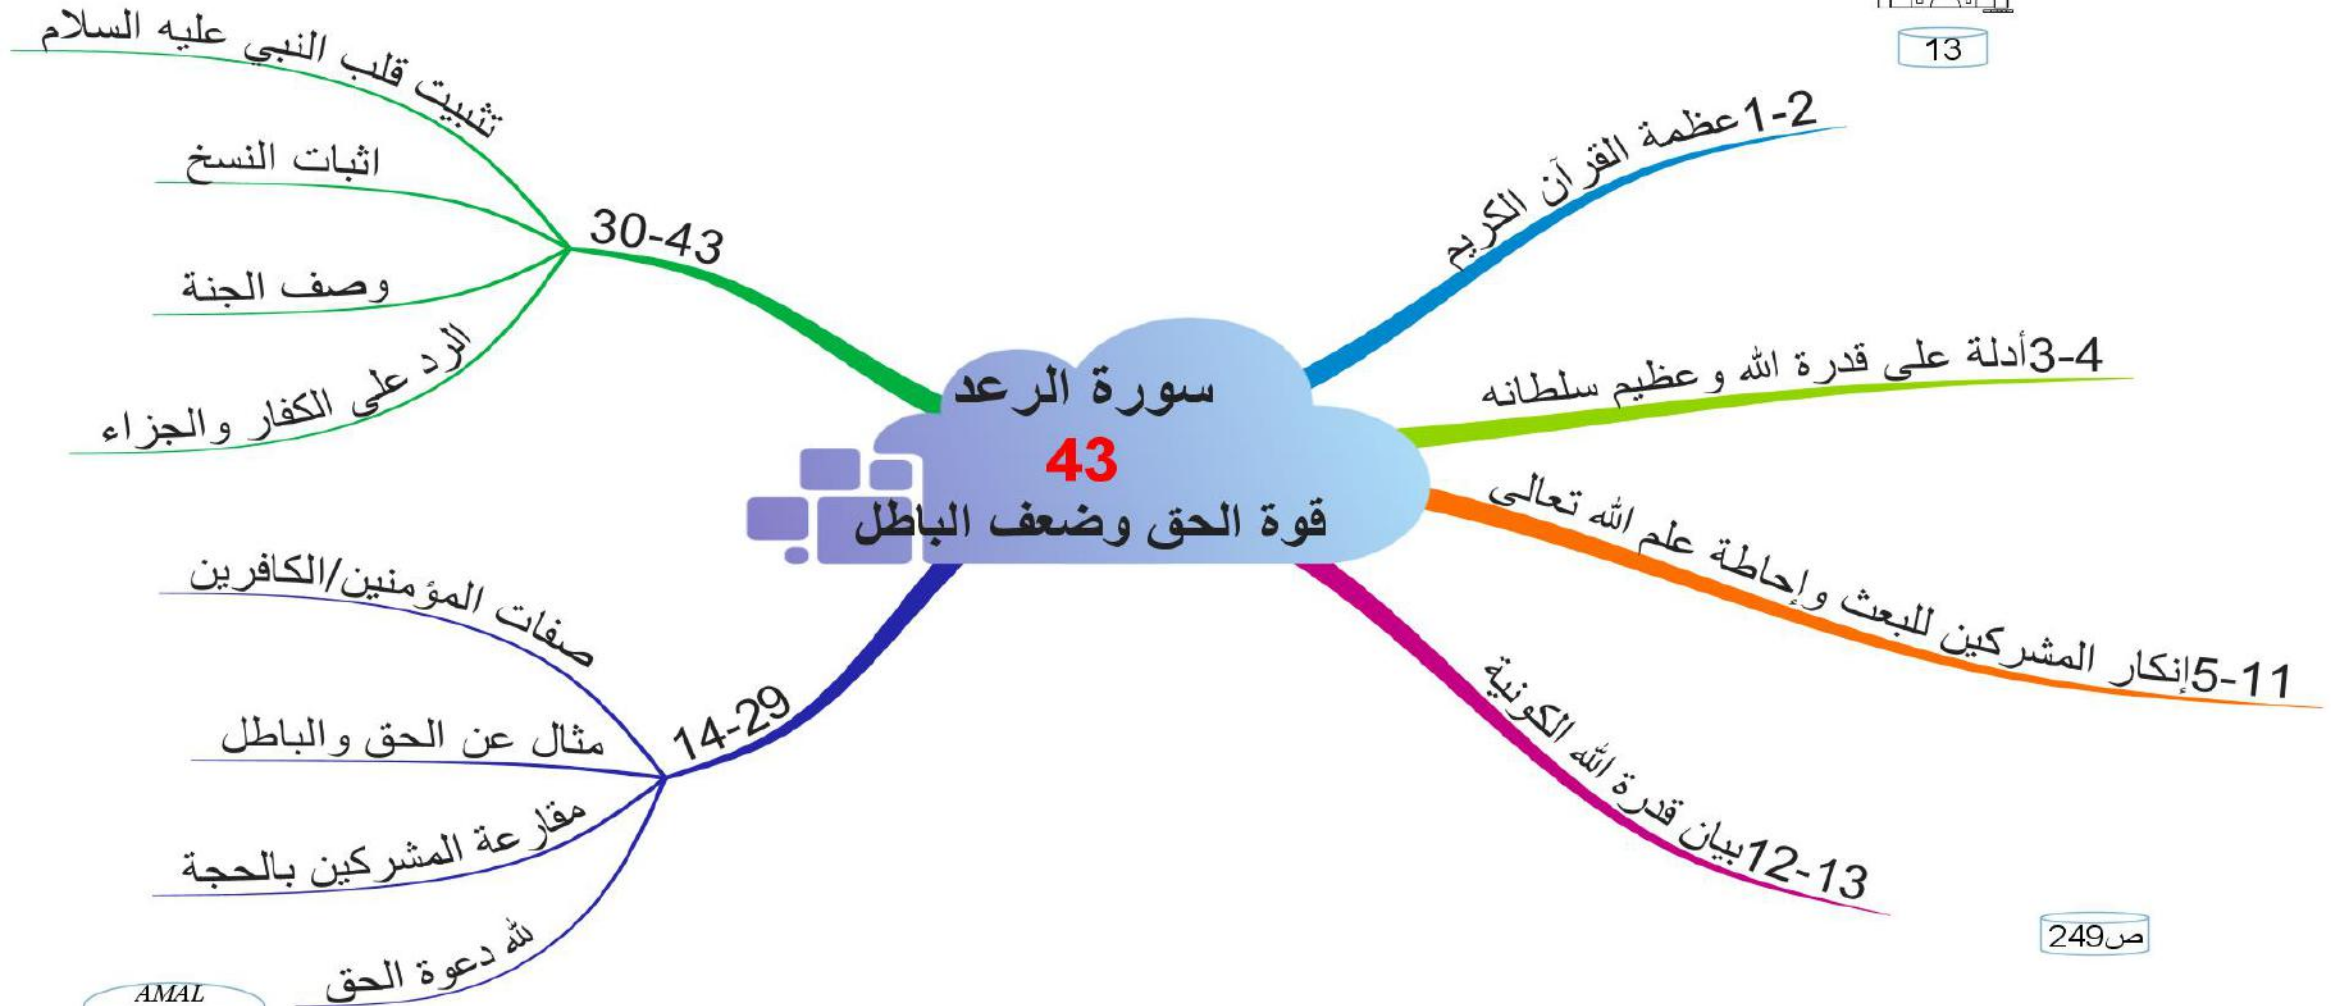 13
سورة الرعد
43
قوة الحق وضعف الباطل
1-2عظمة القرآن الكريم
3-4أدلة على قدرة الله وعظيم سلطانه
5-11إنكار المشركين للبعث وإحاطة علم الله تعالى
12-13بيان قدرة الله الكونية
14-29
صفات المؤمنين/الكافرين
مثال عن الحق والباطل
مقارعة المشركين بالحجة
لله دعوة الحق
30-43
تثبيت قلب النبي عليه السلام
اثبات النسخ
وصف الجنة
الرد على الكفار والجزاء
ص249
AMAL